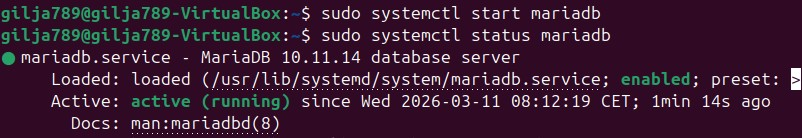 gilja789@gilja789-VirtualBox:~$ sudo systemctl start mariadb
gilja789@gilja789-VirtualBox:~$ sudo systemctl status mariadb
● mariadb.service - MariaDB 10.11.14 database server
     Loaded: loaded (/usr/lib/systemd/system/mariadb.service; enabled; preset: >
     Active: active (running) since Wed 2026-03-11 08:12:19 CET; 1min 14s ago
       Docs: man:mariadbd(8)